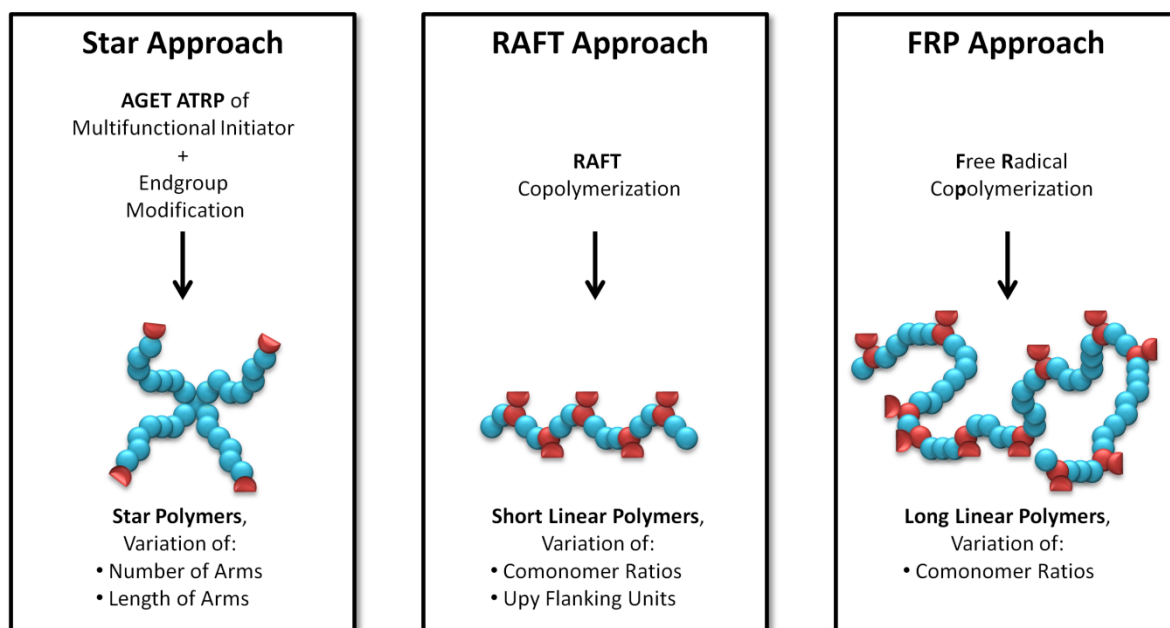 Star Approach
AGET ATRP of
Multifunctional Initiator
+
Endgroup
Modification
Star Polymers,
Variation of:
• Number of Arms
• Length of Arms
RAFT Approach
RAFT
Copolymerization
Short Linear Polymers,
Variation of:
• Comonomer Ratios
• Upy Flanking Units
FRP Approach
Free Radical
Copolymerization
Long Linear Polymers,
Variation of:
• Comonomer Ratios